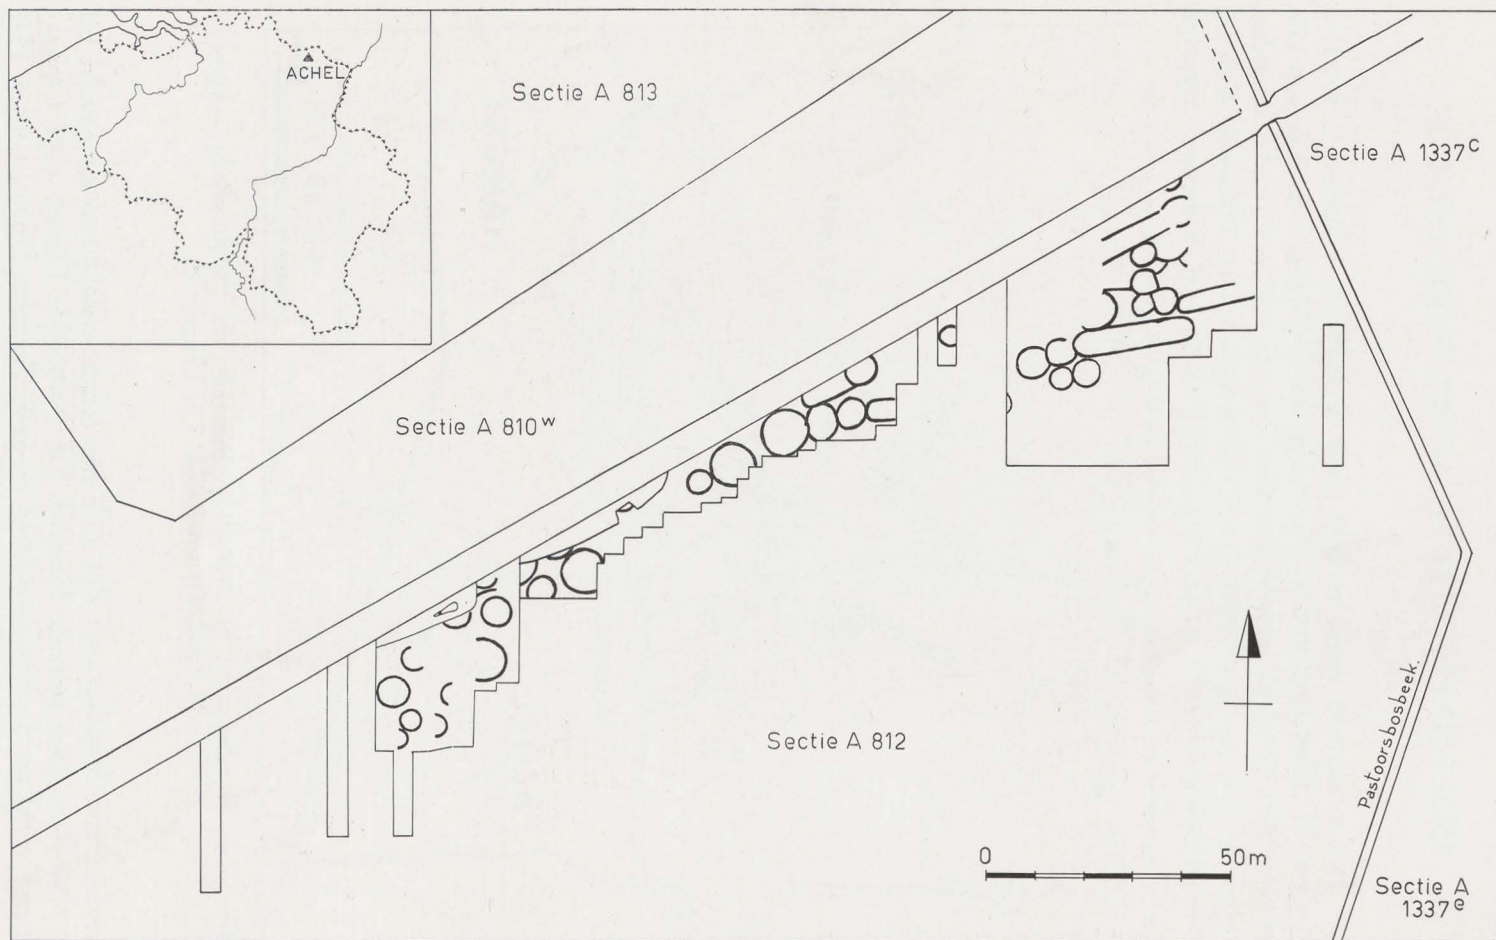 ACHEL
Sectie A 813
Sectie A 1337c
Sectie A 810w
Sectie A 812
Pastoorsbosbeek.
0 50m
Sectie A
1337e